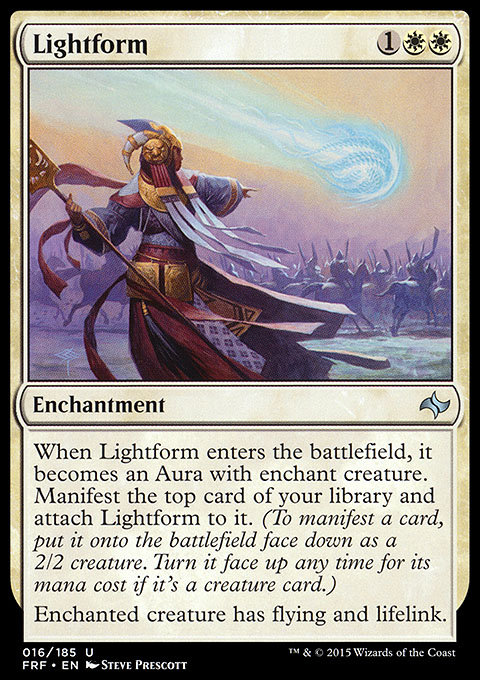 Lightform 1
Enchantment
When Lightform enters the battlefield, it
becomes an Aura with enchant creature.
Manifest the top card of your library and
attach Lightform to it. (To manifest a card,
put it onto the battlefield face down as a
2/2 creature. Turn it face up any time for its
mana cost if it's a creature card.)
Enchanted creature has flying and lifelink.
016/185 U
FRF • EN Steve Prescott
™ & © 2015 Wizards of the Coast